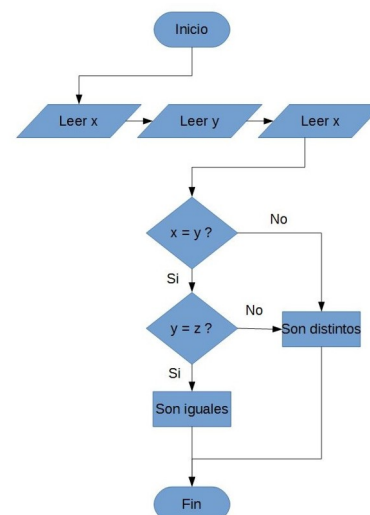 Inicio
Leer x
Leer y
Leer x
x = y ?
No
Si
y = z ?
No
Son distintos
Si
Son iguales
Fin